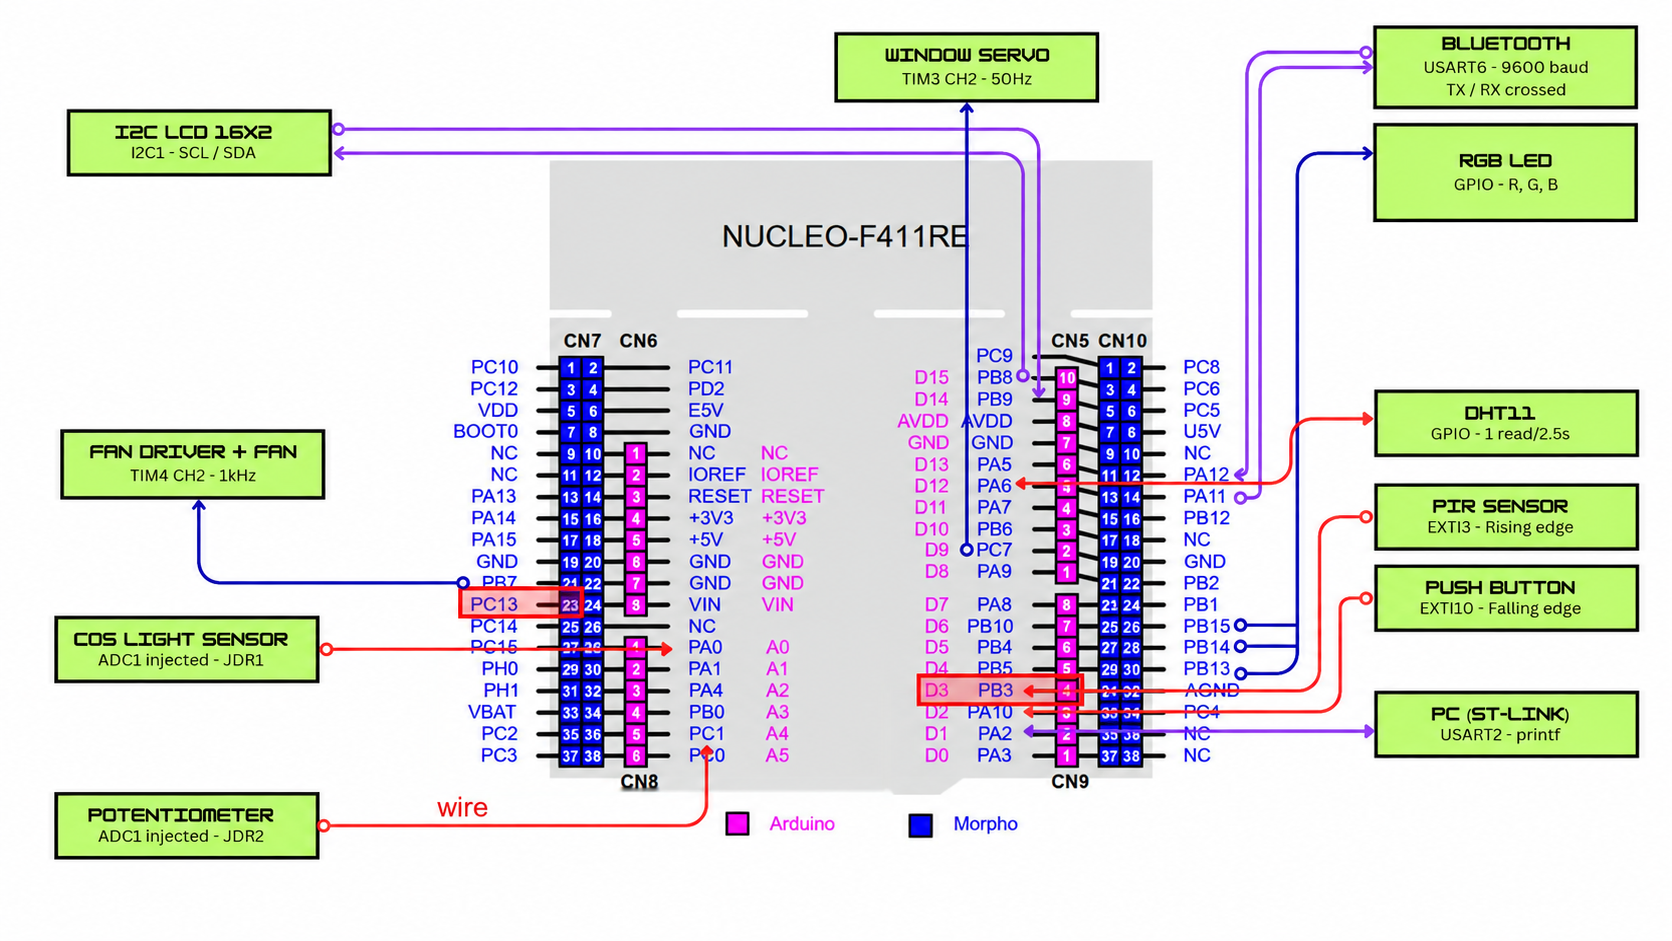 WINDOW SERVO
TIM3 CH2 - 50Hz
BLUETOOTH
USART6 - 9600 baud
TX / RX crossed
I2C LCD 16X2
I2C1 - SCL / SDA
RGB LED
GPIO - R, G, B
NUCLEO-F411RE
CN7 CN6 CN5 CN10
PC9
PC10 1 2 PC11 D15 PB8 10 1 2 PC8
PC12 3 4 PD2 D14 PB9 9 3 4 PC6
VDD 5 6 E5V AVDD AVDD 8 5 6 PC5
BOOT0 7 8 GND GND GND 7 7 8 U5V
NC 9 10 1 NC NC D13 PA5 6 9 10 NC
NC 11 12 2 IOREF IOREF D12 PA6 5 11 12 PA12
PA13 13 14 3 RESET RESET D11 PA7 4 13 14 PA11
PA14 15 16 4 +3V3 +3V3 D10 PB6 3 15 16 PB12
PA15 17 18 5 +5V +5V D9 PC7 2 17 18 NC
GND 19 20 6 GND GND D8 PA9 1 19 20 GND
PB7 21 22 7 GND GND 21 22 PB2
PC13 23 24 8 VIN VIN D7 PA8 8 21 24 PB1
PC14 25 26 NC D6 PB10 7 25 26 PB15
PC15 27 28 1 PA0 A0 D5 PB4 6 27 28 PB14
PH0 29 30 2 PA1 A1 D4 PB5 5 29 30 PB13
PH1 31 32 3 PA4 A2 D3 PB3 4 31 32 AGND
VBAT 33 34 4 PB0 A3 D2 PA10 3 33 34 PC4
PC2 35 36 5 PC1 A4 D1 PA2 2 35 36 NC
PC3 37 38 6 PC0 A5 D0 PA3 1 37 38 NC
CN8 CN9
Arduino Morpho
FAN DRIVER + FAN
TIM4 CH2 - 1kHz
COS LIGHT SENSOR
ADC1 injected - JDR1
POTENTIOMETER
ADC1 injected - JDR2
wire
DHT11
GPIO - 1 read/2.5s
PIR SENSOR
EXTI3 - Rising edge
PUSH BUTTON
EXTI10 - Falling edge
PC (ST-LINK)
USART2 - printf